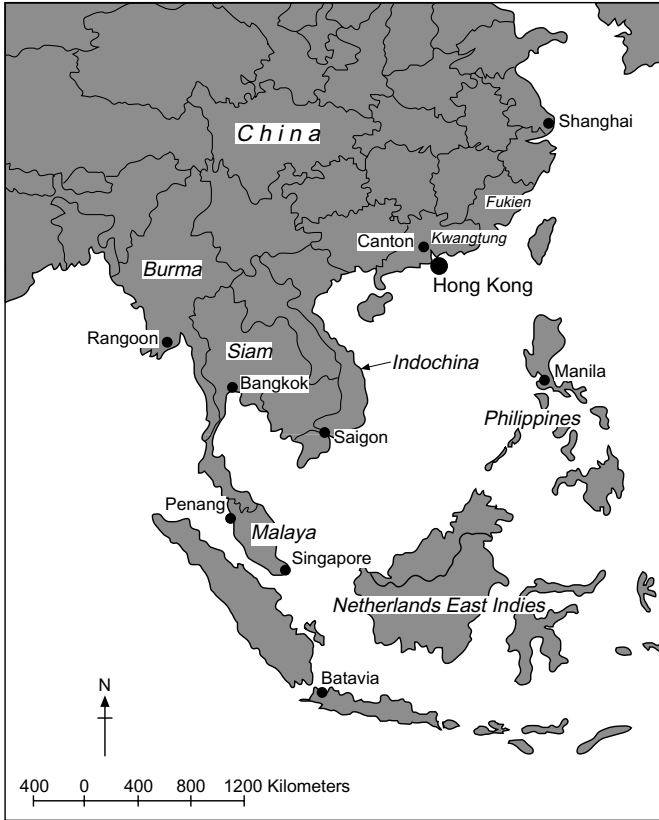 Shanghai
China
Fukien
Canton
Kwangtung
Burma
Hong Kong
Rangoon
Siam
Indochina
Bangkok
Manila
Philippines
Saigon
Penang
Malaya
Singapore
Netherlands East Indies
Batavia
N
400 0 400 800 1200 Kilometers